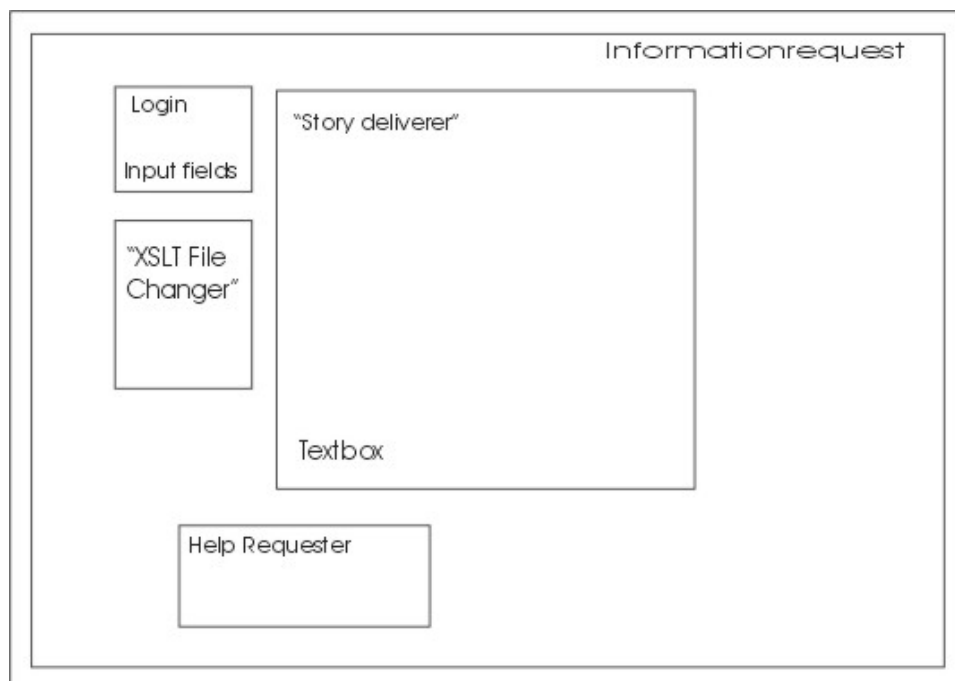 Informationrequest
Login
Input fields
“Story deliverer”
“XSLT File
Changer”
Textbox
Help Requester